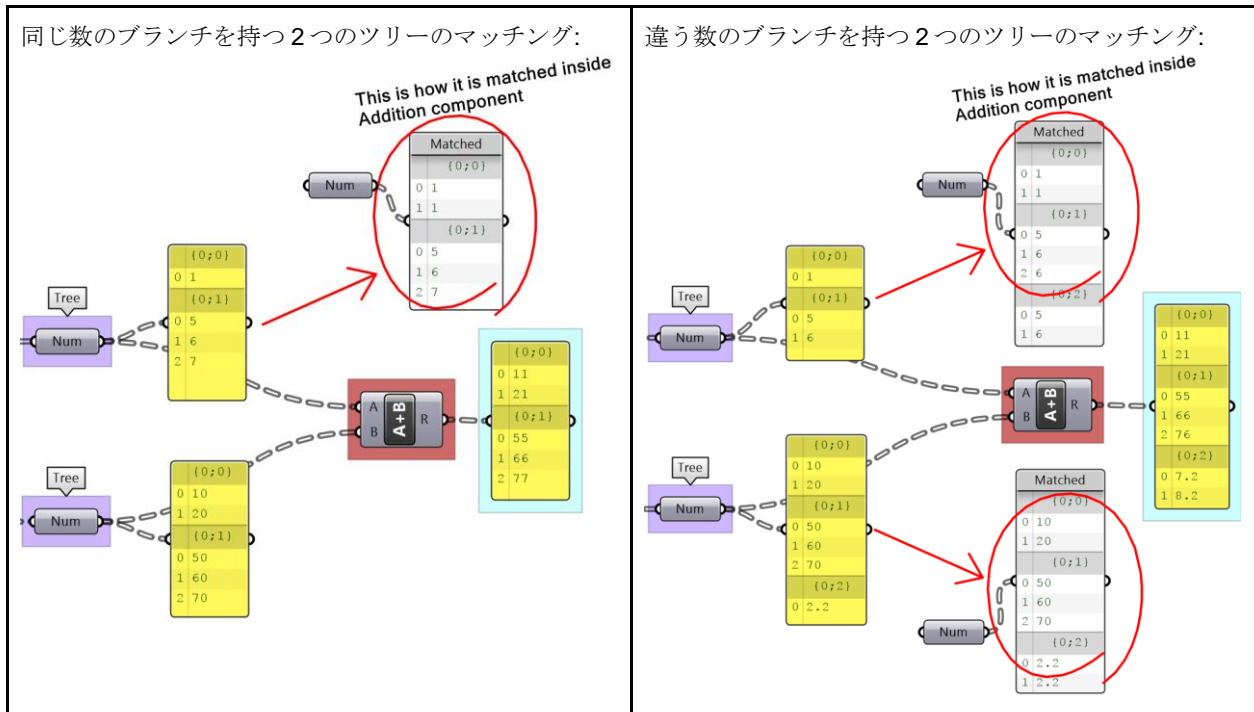 同じ数のブランチを持つ2つのツリーのマッチング:
This is how it is matched inside
Addition component
Matched
{0;0}
0 1
1 1
{0;1}
0 5
1 6
2 7
Num
{0;0}
0 1
{0;1}
0 5
1 6
2 7
Tree
Num
A
B
A+B
R
{0;0}
0 11
1 21
{0;1}
0 55
1 66
2 77
Tree
Num
{0;0}
0 10
1 20
{0;1}
0 50
1 60
2 70
違う数のブランチを持つ2つのツリーのマッチング:
This is how it is matched inside
Addition component
Matched
{0;0}
0 1
1 1
{0;1}
0 5
1 6
2 6
{0;2}
0 5
1 6
Num
{0;0}
0 1
{0;1}
0 5
1 6
Tree
Num
A
B
A+B
R
{0;0}
0 11
1 21
{0;1}
0 55
1 66
2 76
{0;2}
0 7.2
1 8.2
Tree
Num
{0;0}
0 10
1 20
{0;1}
0 50
1 60
2 70
{0;2}
0 2.2
Matched
{0;0}
0 10
1 20
{0;1}
0 50
1 60
2 70
{0;2}
0 2.2
1 2.2
Num